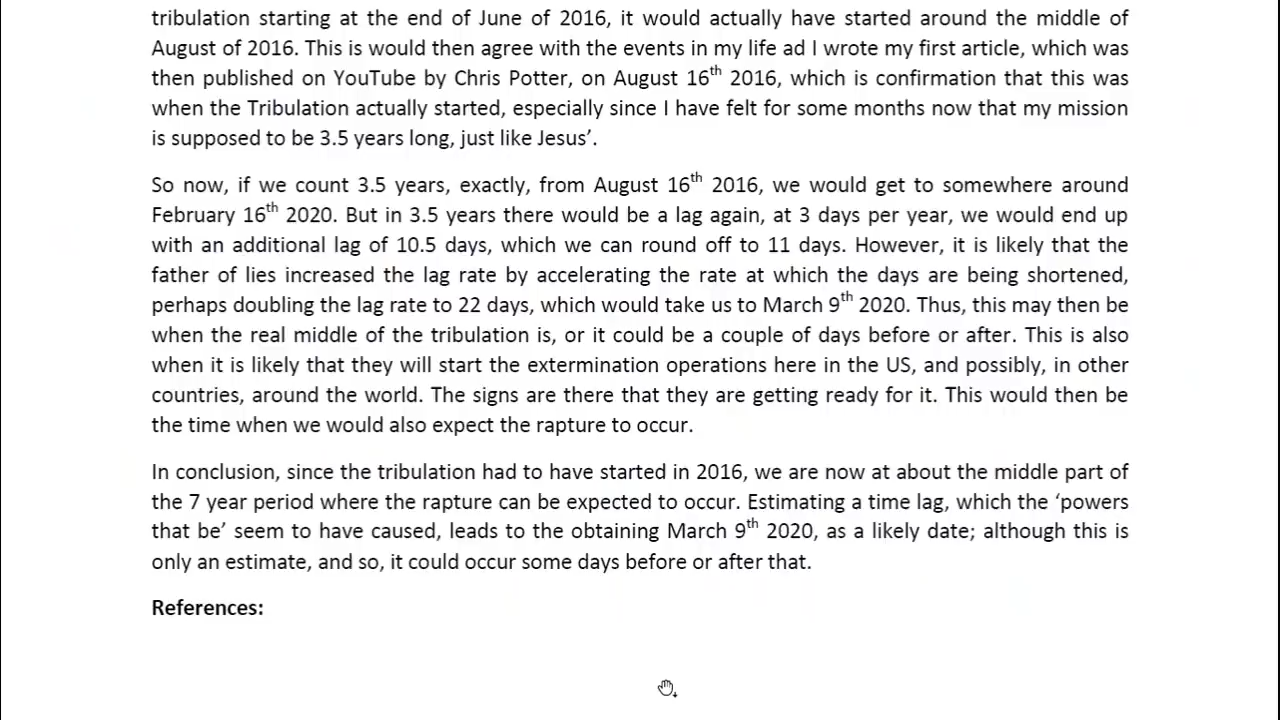 tribulation starting at the end of June of 2016, it would actually have started around the middle of
August of 2016. This is would then agree with the events in my life ad I wrote my first article, which was
then published on YouTube by Chris Potter, on August 16th 2016, which is confirmation that this was
when the Tribulation actually started, especially since I have felt for some months now that my mission
is supposed to be 3.5 years long, just like Jesus’.
So now, if we count 3.5 years, exactly, from August 16th 2016, we would get to somewhere around
February 16th 2020. But in 3.5 years there would be a lag again, at 3 days per year, we would end up
with an additional lag of 10.5 days, which we can round off to 11 days. However, it is likely that the
father of lies increased the lag rate by accelerating the rate at which the days are being shortened,
perhaps doubling the lag rate to 22 days, which would take us to March 9th 2020. Thus, this may then be
when the real middle of the tribulation is, or it could be a couple of days before or after. This is also
when it is likely that they will start the extermination operations here in the US, and possibly, in other
countries, around the world. The signs are there that they are getting ready for it. This would then be
the time when we would also expect the rapture to occur.
In conclusion, since the tribulation had to have started in 2016, we are now at about the middle part of
the 7 year period where the rapture can be expected to occur. Estimating a time lag, which the ‘powers
that be’ seem to have caused, leads to the obtaining March 9th 2020, as a likely date; although this is
only an estimate, and so, it could occur some days before or after that.
References: